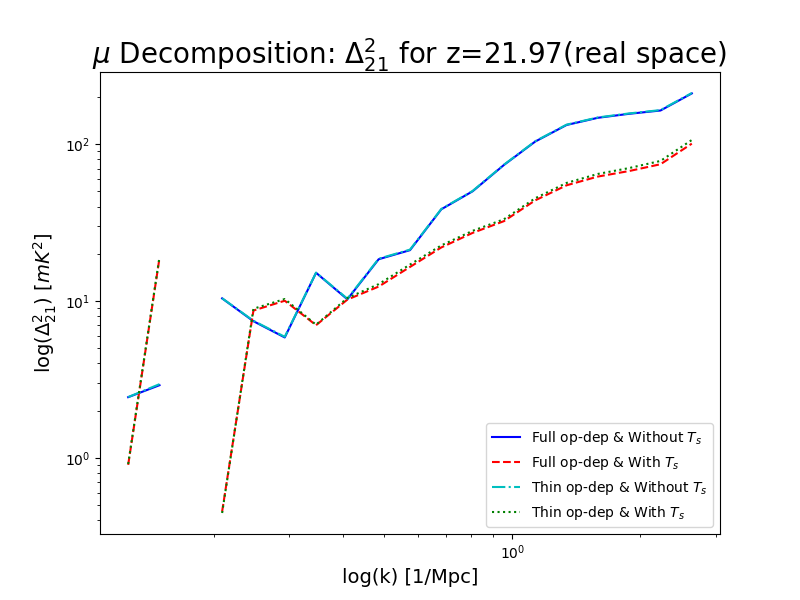 μ Decomposition: Δ²₂₁ for z=21.97(real space)
log(Δ²₂₁) [mK²]
10²
10¹
10⁰
Full op-dep & Without Tₛ
Full op-dep & With Tₛ
Thin op-dep & Without Tₛ
Thin op-dep & With Tₛ
10⁰
log(k) [1/Mpc]